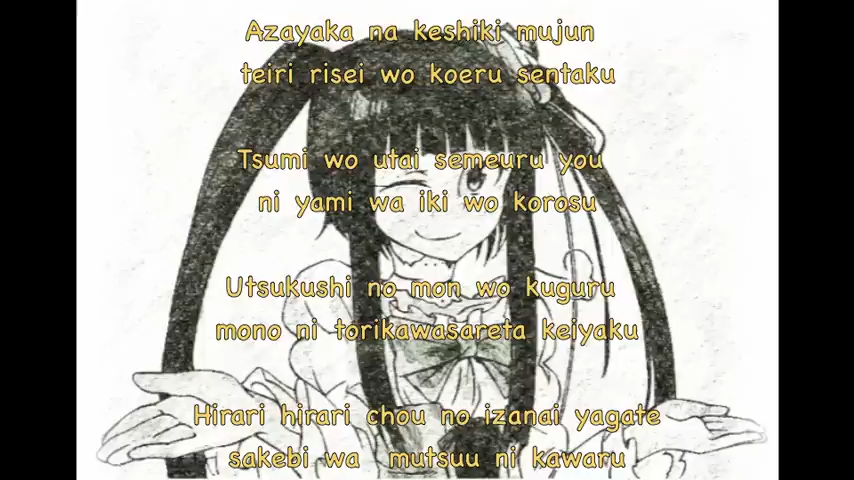 Azayaka na keshiki mujun
teiri risei wo koeru sentaku
Tsumi wo utai semeuru you
ni yami wa iki wo korosu
Utsukushi no mon wo kuguru
mono ni torikawasareta keiyaku
Hirari hirari chou no izanai yagate
sakebi wa mutsuu ni kawaru